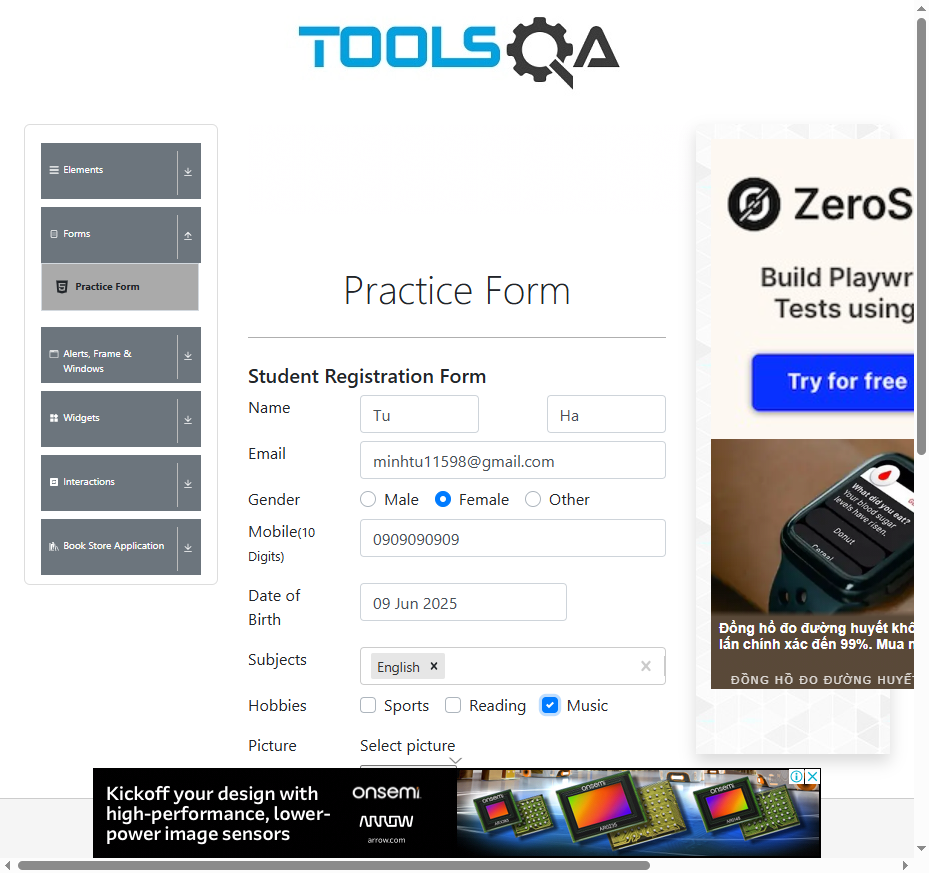 TOOLSQA
Elements
Forms
Practice Form
Alerts, Frame &
Windows
Widgets
Interactions
Book Store Application
Practice Form
Student Registration Form
Name
Tu
Ha
Email
minhtu11598@gmail.com
Gender
Male
Female
Other
Mobile(10
Digits)
0909090909
Date of
Birth
09 Jun 2025
Subjects
English
Hobbies
Sports
Reading
Music
Picture
Select picture
ZeroS
Build Playwr
Tests using
Try for free
What did you eat?
Your blood sugar
levels have risen.
Donut
Cereal
Đồng hồ đo đường huyết khô
lấn chính xác đến 99%. Mua n
ĐỒNG HỒ ĐO ĐƯỜNG HUYẾT
Kickoff your design with
high-performance, lower-
power image sensors
onsemi
ARROW
arrow.com
onsemi
onsemi
onsemi
AR0235